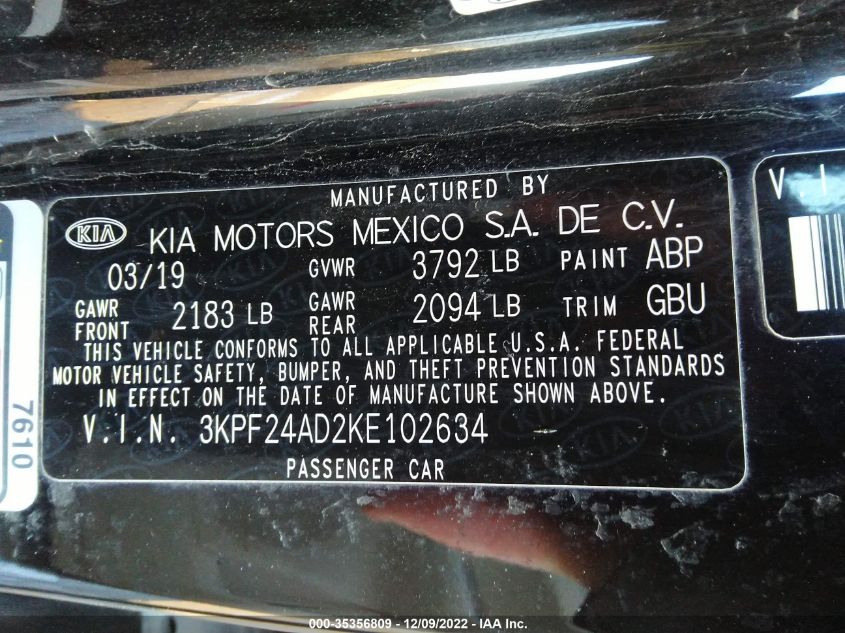 MANUFACTURED BY
KIA KIA MOTORS MEXICO S.A. DE C.V.
03/19 GVWR 3792 LB PAINT ABP
GAWR FRONT 2183 LB GAWR REAR 2094 LB TRIM GBU
THIS VEHICLE CONFORMS TO ALL APPLICABLE U.S.A. FEDERAL
MOTOR VEHICLE SAFETY, BUMPER, AND THEFT PREVENTION STANDARDS
IN EFFECT ON THE DATE OF MANUFACTURE SHOWN ABOVE.
V.I.N. 3KPF24AD2KE102634
PASSENGER CAR
7610
V.I
000-35356809 - 12/09/2022 - IAA Inc.